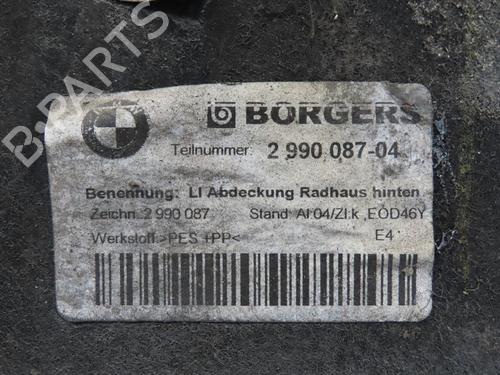 B-PARTS
BORGERS
Teilnummer: 2 990 087-04
Benennung: LI Abdeckung Radhaus hinten
Zeichn. 2 990 087 Stand: AI 04/ZI:k ,EOD46Y
Werkstoff:>PES +PP< E4